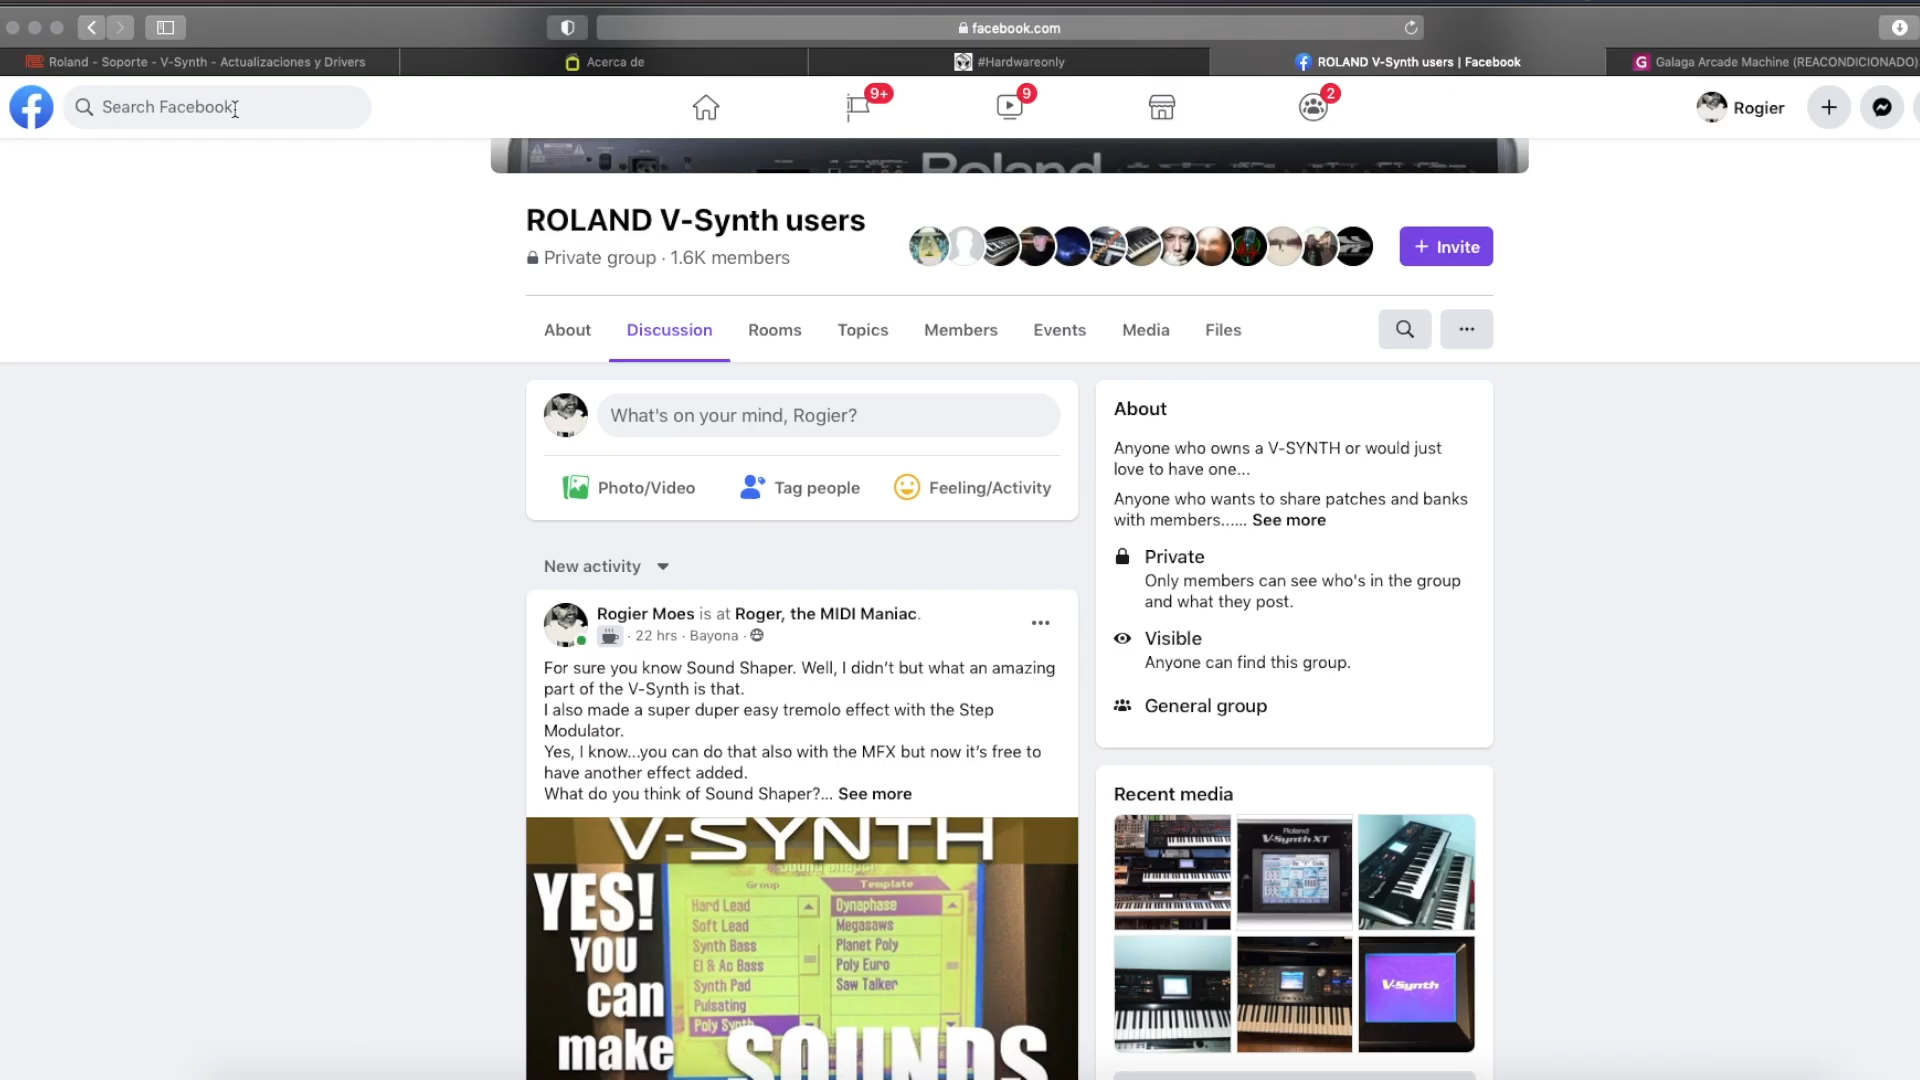 facebook.com
Roland - Soporte - V-Synth - Actualizaciones y Drivers
Acerca de
#Hardwareonly
ROLAND V-Synth users | Facebook
Galaga Arcade Machine (REACONDICIONADO)
Search Facebook
9+
9
2
Rogier
Roland
ROLAND V-Synth users
Private group · 1.6K members
+ Invite
About
Discussion
Rooms
Topics
Members
Events
Media
Files
What's on your mind, Rogier?
Photo/Video
Tag people
Feeling/Activity
New activity
Rogier Moes is at Roger, the MIDI Maniac.
· 22 hrs · Bayona ·
For sure you know Sound Shaper. Well, I didn't but what an amazing
part of the V-Synth is that.
I also made a super duper easy tremolo effect with the Step
Modulator.
Yes, I know...you can do that also with the MFX but now it's free to
have another effect added.
What do you think of Sound Shaper?... See more
V-SYNTH
Sound Shaper
Group
Template
Hard Lead
Soft Lead
Synth Bass
El & Ac Bass
Synth Pad
Pulsating
Poly Synth
Dynaphase
Megasaws
Planet Poly
Poly Euro
Saw Talker
YES!
YOU
can
make
SOUNDS
About
Anyone who owns a V-SYNTH or would just
love to have one...
Anyone who wants to share patches and banks
with members...... See more
Private
Only members can see who's in the group
and what they post.
Visible
Anyone can find this group.
General group
Recent media
Roland
V-Synth XT
V-Synth